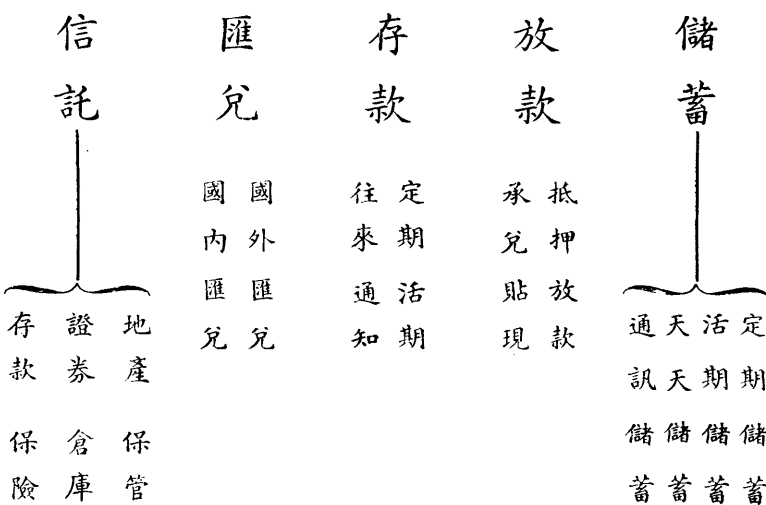 儲蓄
定期儲蓄
活期儲蓄
天天儲蓄
通訊儲蓄
放款
抵押放款
承兌貼現
存款
定期 活期
往來 通知
匯兌
國外匯兌
國內匯兌
信託
地產 保管
證券 倉庫
存款 保險